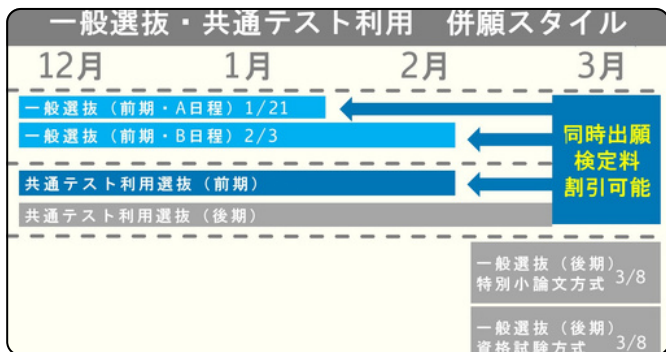 一般選抜・共通テスト利用 併願スタイル
12月 1月 2月 3月
一般選抜（前期・A日程）1/21
一般選抜（前期・B日程）2/3
共通テスト利用選抜（前期）
共通テスト利用選抜（後期）
同時出願
検定料
割引可能
一般選抜（後期）
特別小論文方式 3/8
一般選抜（後期）
資格試験方式 3/8